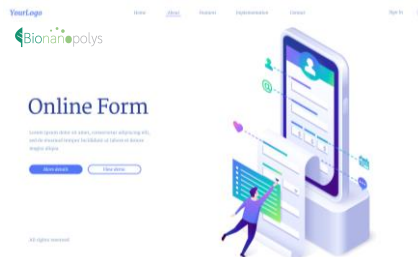 YourLogo
Home About Features Implementation Contact
Sign In
Bionanopolys
Online Form
Lorem ipsum dolor sit amet, consectetur adipiscing elit,
sed do eiusmod tempor incididunt ut labore et dolore
magna aliqua
More details
View demo
All rights reserved